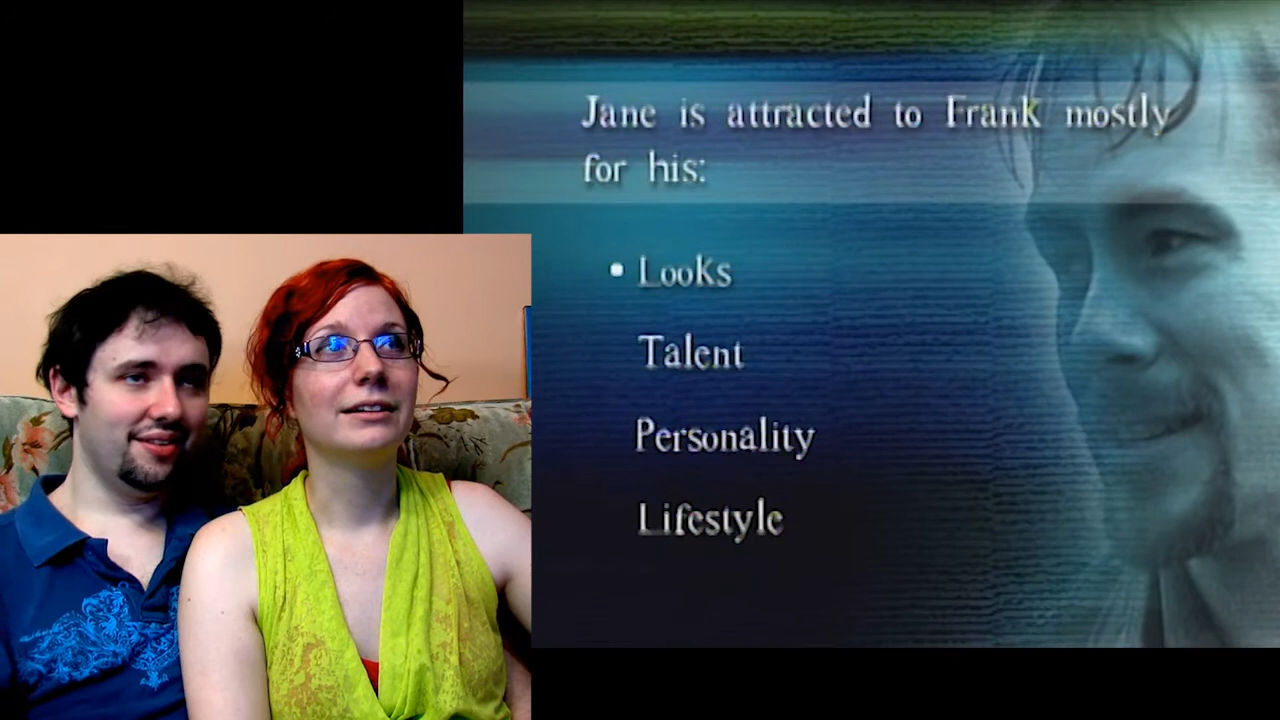 Jane is attracted to Frank mostly
for his:
• Looks
Talent
Personality
Lifestyle